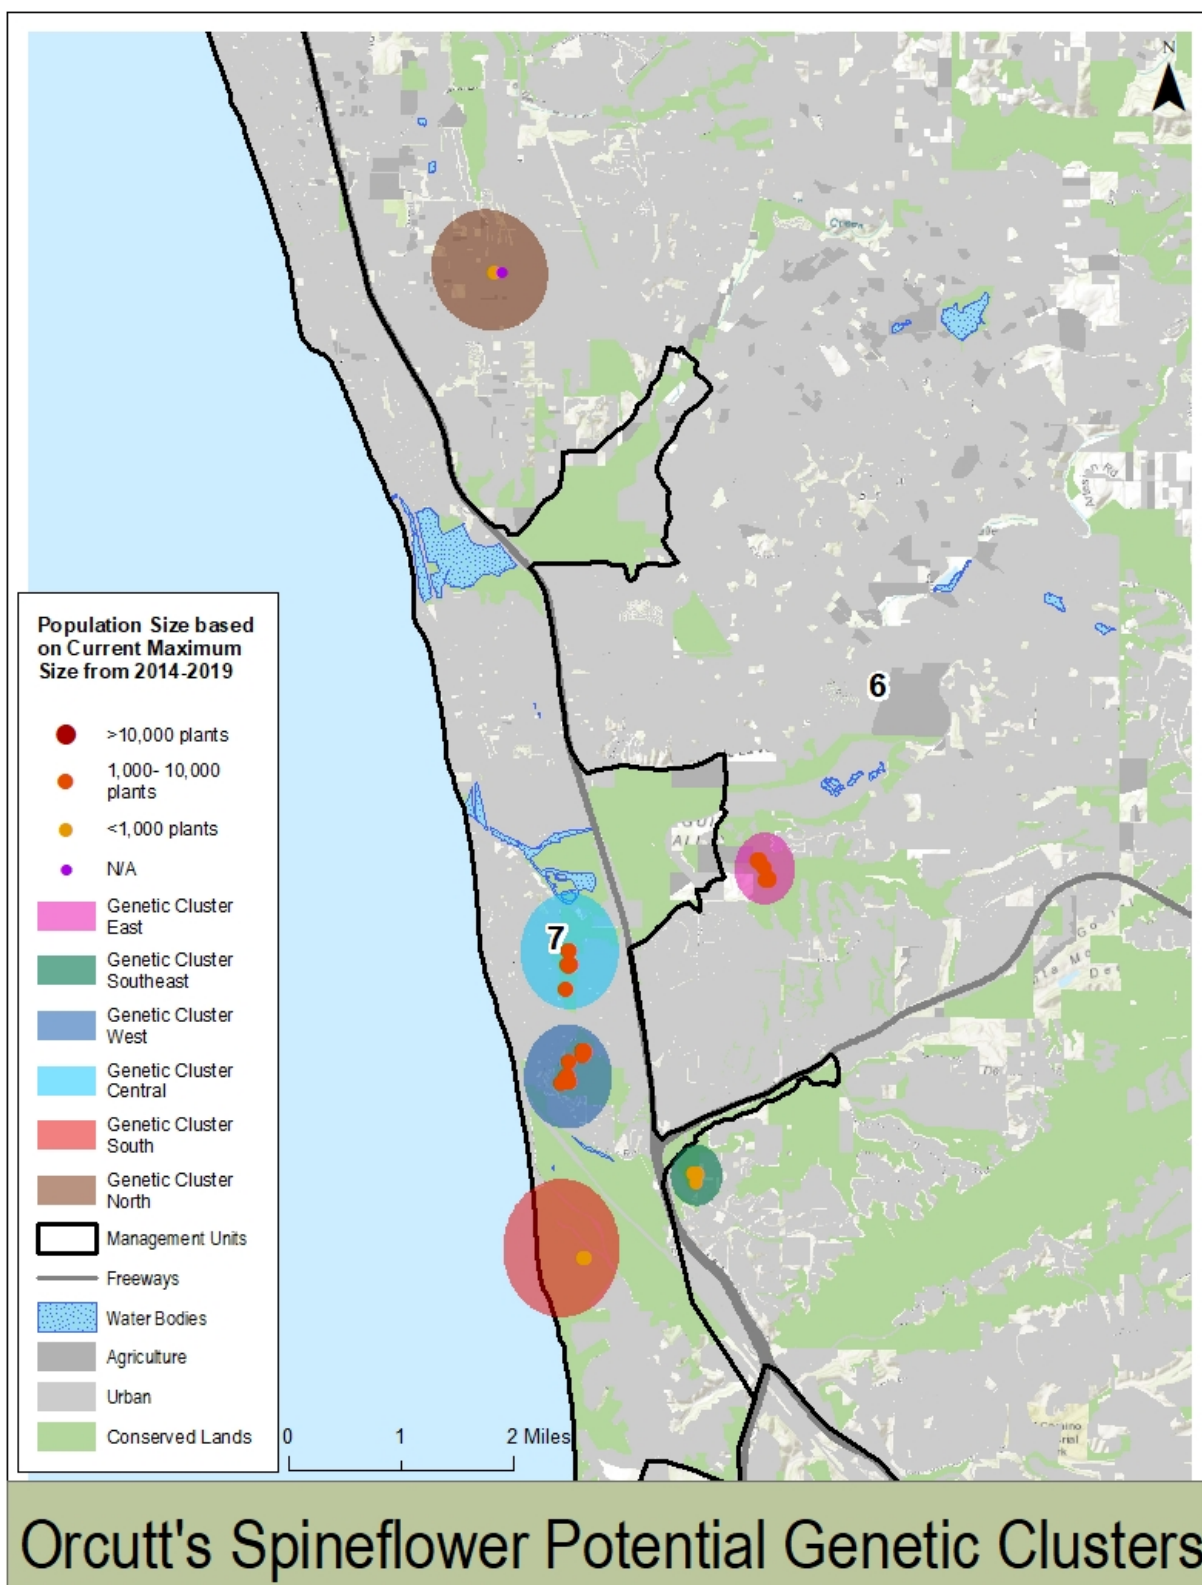 N
Artesian Rd
6
7
Population Size based
on Current Maximum
Size from 2014-2019
>10,000 plants
1,000- 10,000
plants
<1,000 plants
N/A
Genetic Cluster
East
Genetic Cluster
Southeast
Genetic Cluster
West
Genetic Cluster
Central
Genetic Cluster
South
Genetic Cluster
North
Management Units
Freeways
Water Bodies
Agriculture
Urban
Conserved Lands
0 1 2 Miles
Orcutt's Spineflower Potential Genetic Clusters